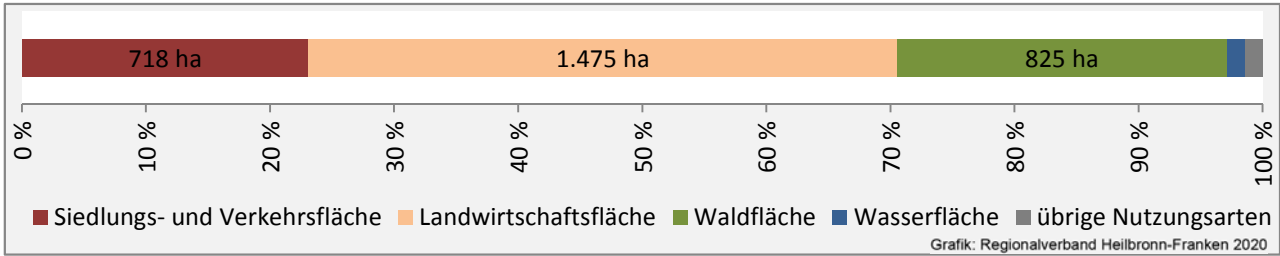 718 ha 1.475 ha 825 ha
0 % 10 % 20 % 30 % 40 % 50 % 60 % 70 % 80 % 90 % 100 %
Siedlungs- und Verkehrsfläche Landwirtschaftsfläche Waldfläche Wasserfläche übrige Nutzungsarten
Grafik: Regionalverband Heilbronn-Franken 2020